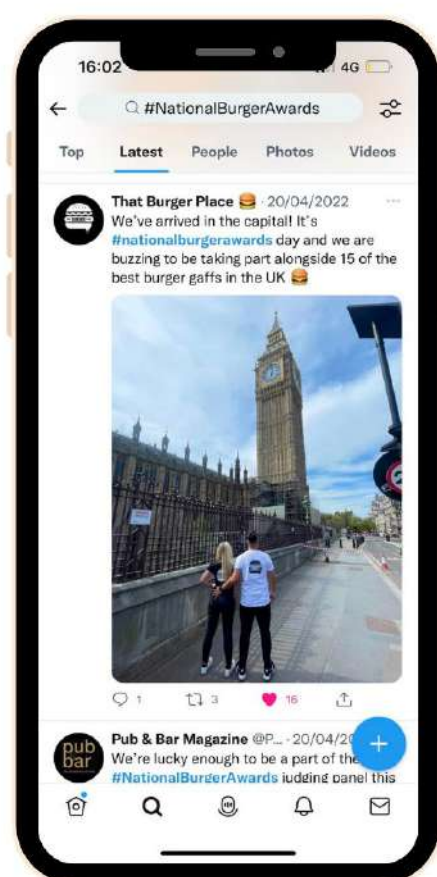 16:02
4G
#NationalBurgerAwards
Top Latest People Photos Videos
That Burger Place 🍔 · 20/04/2022
We've arrived in the capital! It's
#nationalburgerawards day and we are
buzzing to be taking part alongside 15 of the
best burger gaffs in the UK 🍔
1 3 16
pub
bar
Pub & Bar Magazine @P... · 20/04/20
We're lucky enough to be a part of the
#NationalBurgerAwards judging panel this